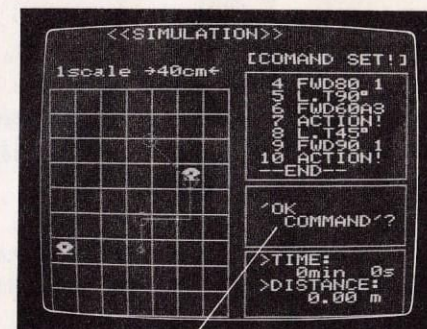 <<SIMULATION>>
1scale →40cm←
[COMAND SET!]
4 FWD80 1
5 L.T90°
6 FWD60A3
7 ACTION!
8 L.T45°
9 FWD90 1
10 ACTION!
--END--
'OK
COMMAND'?
>TIME:
0min 0s
>DISTANCE:
0.00 m